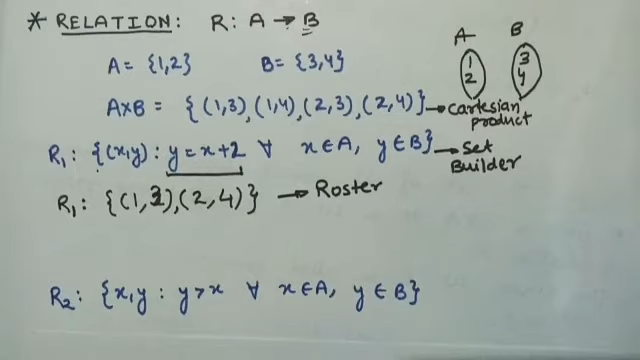 * RELATION: R: A → B
A = {1,2} B = {3,4}
A B
1 3
2 4
A×B = {(1,3),(1,4),(2,3),(2,4)} → Cartesian product
R₁: {(x,y) : y = x+2 ∀ x∈A, y∈B} → Set Builder
R₁: {(1,3),(2,4)} → Roster
R₂: {x,y : y>x ∀ x∈A, y∈B}